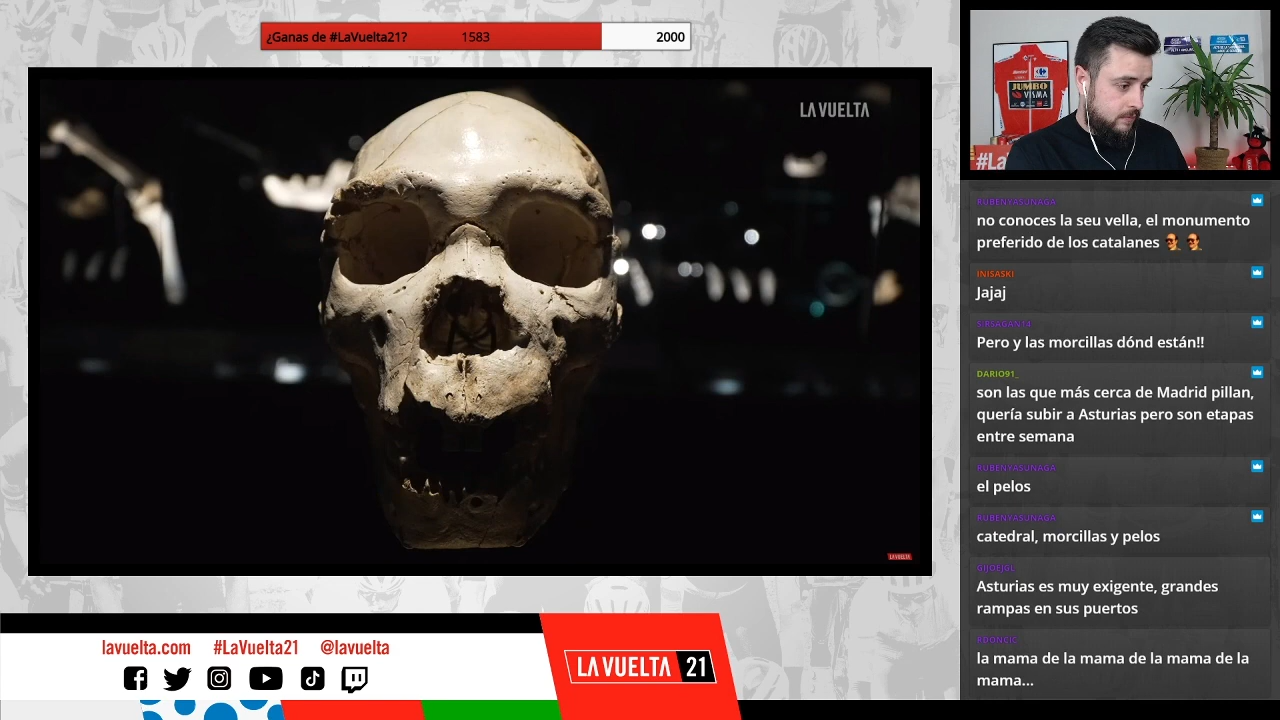 ¿Ganas de #LaVuelta21? 1583 2000
LA VUELTA
LA VUELTA
JUMBO
VISMA
#La
RUBENYASUNAGA
no conoces la seu vella, el monumento
preferido de los catalanes
INISASKI
Jajaj
Pero y las morcillas dónd están!!
DARIO91_
son las que más cerca de Madrid pillan,
quería subir a Asturias pero son etapas
entre semana
RUBENYASUNAGA
el pelos
RUBENYASUNAGA
catedral, morcillas y pelos
Asturias es muy exigente, grandes
rampas en sus puertos
la mama de la mama de la mama de la
mama...
lavuelta.com #LaVuelta21 @lavuelta
LA VUELTA 21